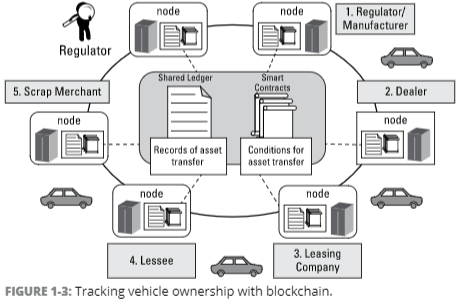 node
node
1. Regulator/
Manufacturer
Regulator
Shared Ledger
Smart
Contracts
5. Scrap Merchant
2. Dealer
node
node
Records of asset
transfer
Conditions for
asset transfer
node
node
4. Lessee
3. Leasing
Company
FIGURE 1-3: Tracking vehicle ownership with blockchain.